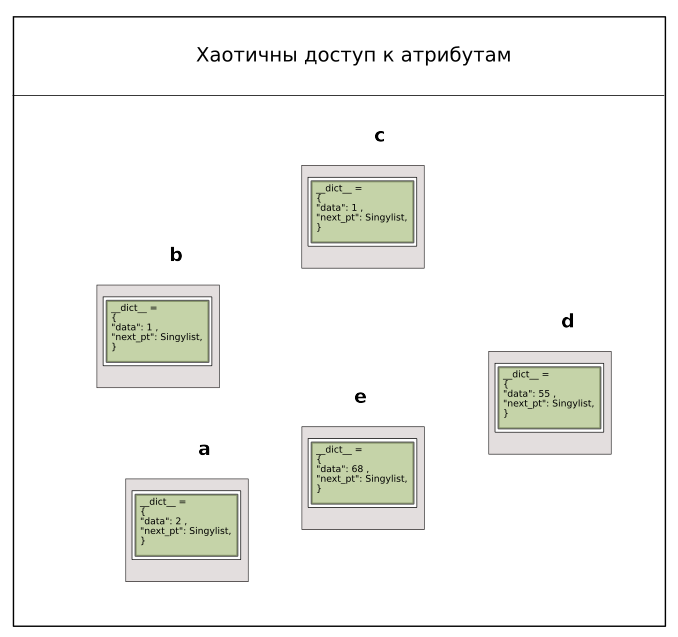 Хаотичны доступ к атрибутам
c
__dict__ =
{
"data": 1 ,
"next_pt": Singylist,
}
b
__dict__ =
{
"data": 1 ,
"next_pt": Singylist,
}
d
__dict__ =
{
"data": 55 ,
"next_pt": Singylist,
}
e
__dict__ =
{
"data": 68 ,
"next_pt": Singylist,
}
a
__dict__ =
{
"data": 2 ,
"next_pt": Singylist,
}